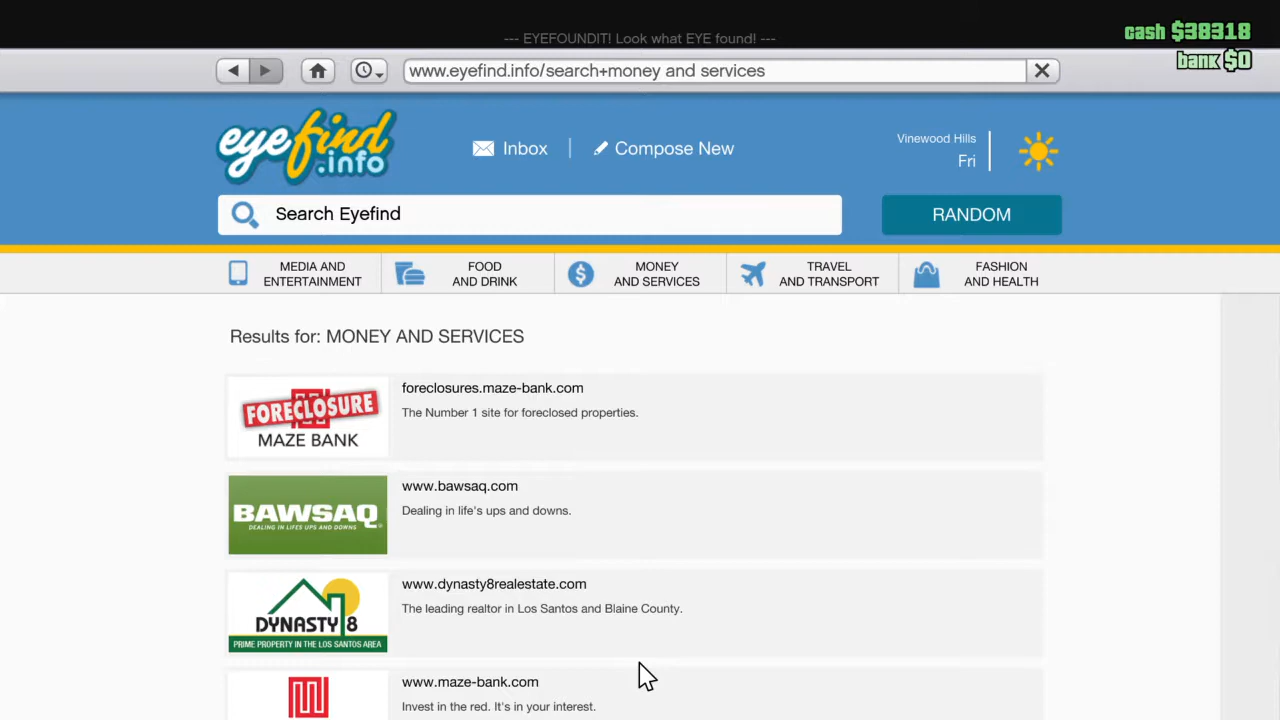 cash $38318
--- EYEFOUNDIT! Look what EYE found! ---
bank $0
www.eyefind.info/search+money and services
eyefind
.info
Inbox
Compose New
Vinewood Hills
Fri
Search Eyefind
RANDOM
MEDIA AND
ENTERTAINMENT
FOOD
AND DRINK
MONEY
AND SERVICES
TRAVEL
AND TRANSPORT
FASHION
AND HEALTH
Results for: MONEY AND SERVICES
FORECLOSURE
MAZE BANK
foreclosures.maze-bank.com
The Number 1 site for foreclosed properties.
BAWSAQ
DEALING IN LIFES UPS AND DOWNS
www.bawsaq.com
Dealing in life's ups and downs.
DYNASTY 8
PRIME PROPERTY IN THE LOS SANTOS AREA
www.dynasty8realestate.com
The leading realtor in Los Santos and Blaine County.
www.maze-bank.com
Invest in the red. It's in your interest.